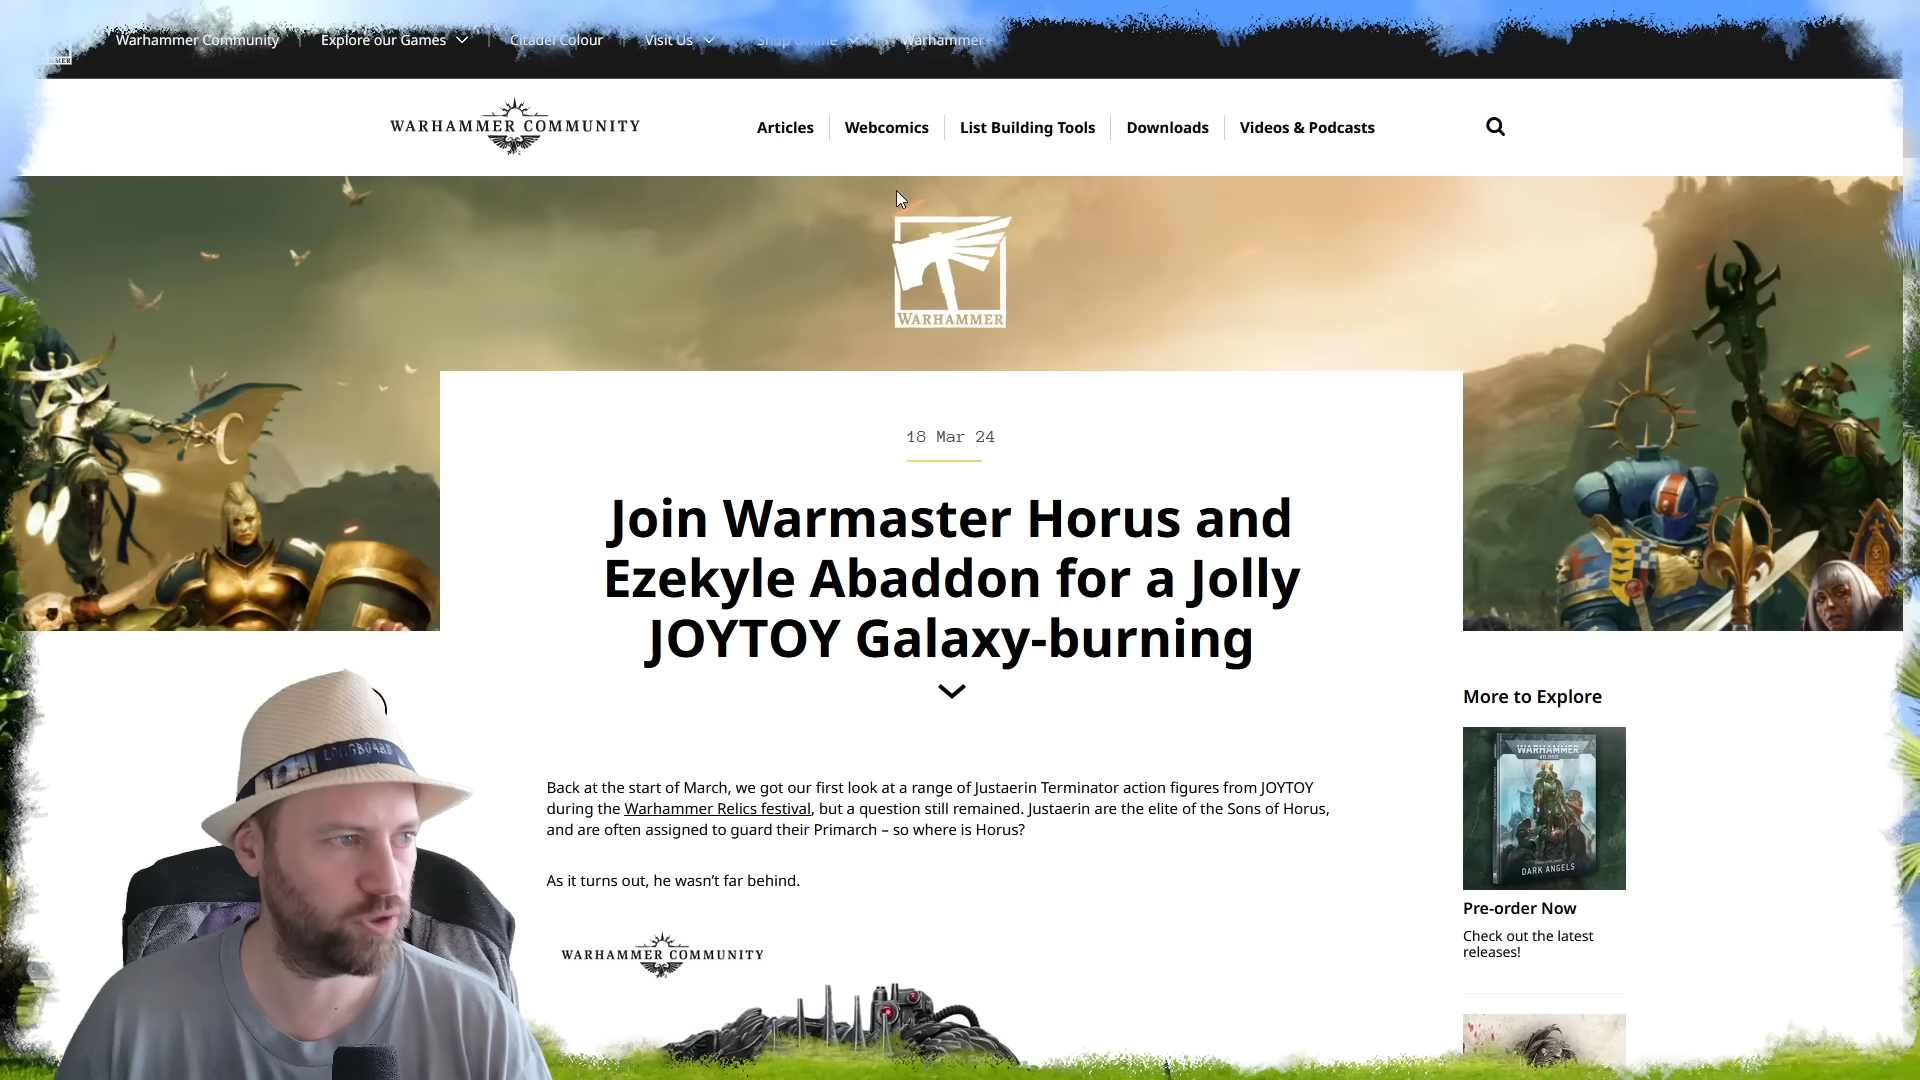 Warhammer Community
Explore our Games
Citadel Colour
Visit Us
Shop Online
Warhammer+
WARHAMMER COMMUNITY
Articles
Webcomics
List Building Tools
Downloads
Videos & Podcasts
WARHAMMER
18 Mar 24
Join Warmaster Horus and
Ezekyle Abaddon for a Jolly
JOYTOY Galaxy-burning
Back at the start of March, we got our first look at a range of Justaerin Terminator action figures from JOYTOY
during the Warhammer Relics festival, but a question still remained. Justaerin are the elite of the Sons of Horus,
and are often assigned to guard their Primarch – so where is Horus?
As it turns out, he wasn’t far behind.
WARHAMMER COMMUNITY
More to Explore
WARHAMMER
40,000
DARK ANGELS
Pre-order Now
Check out the latest
releases!
LONGBOARD